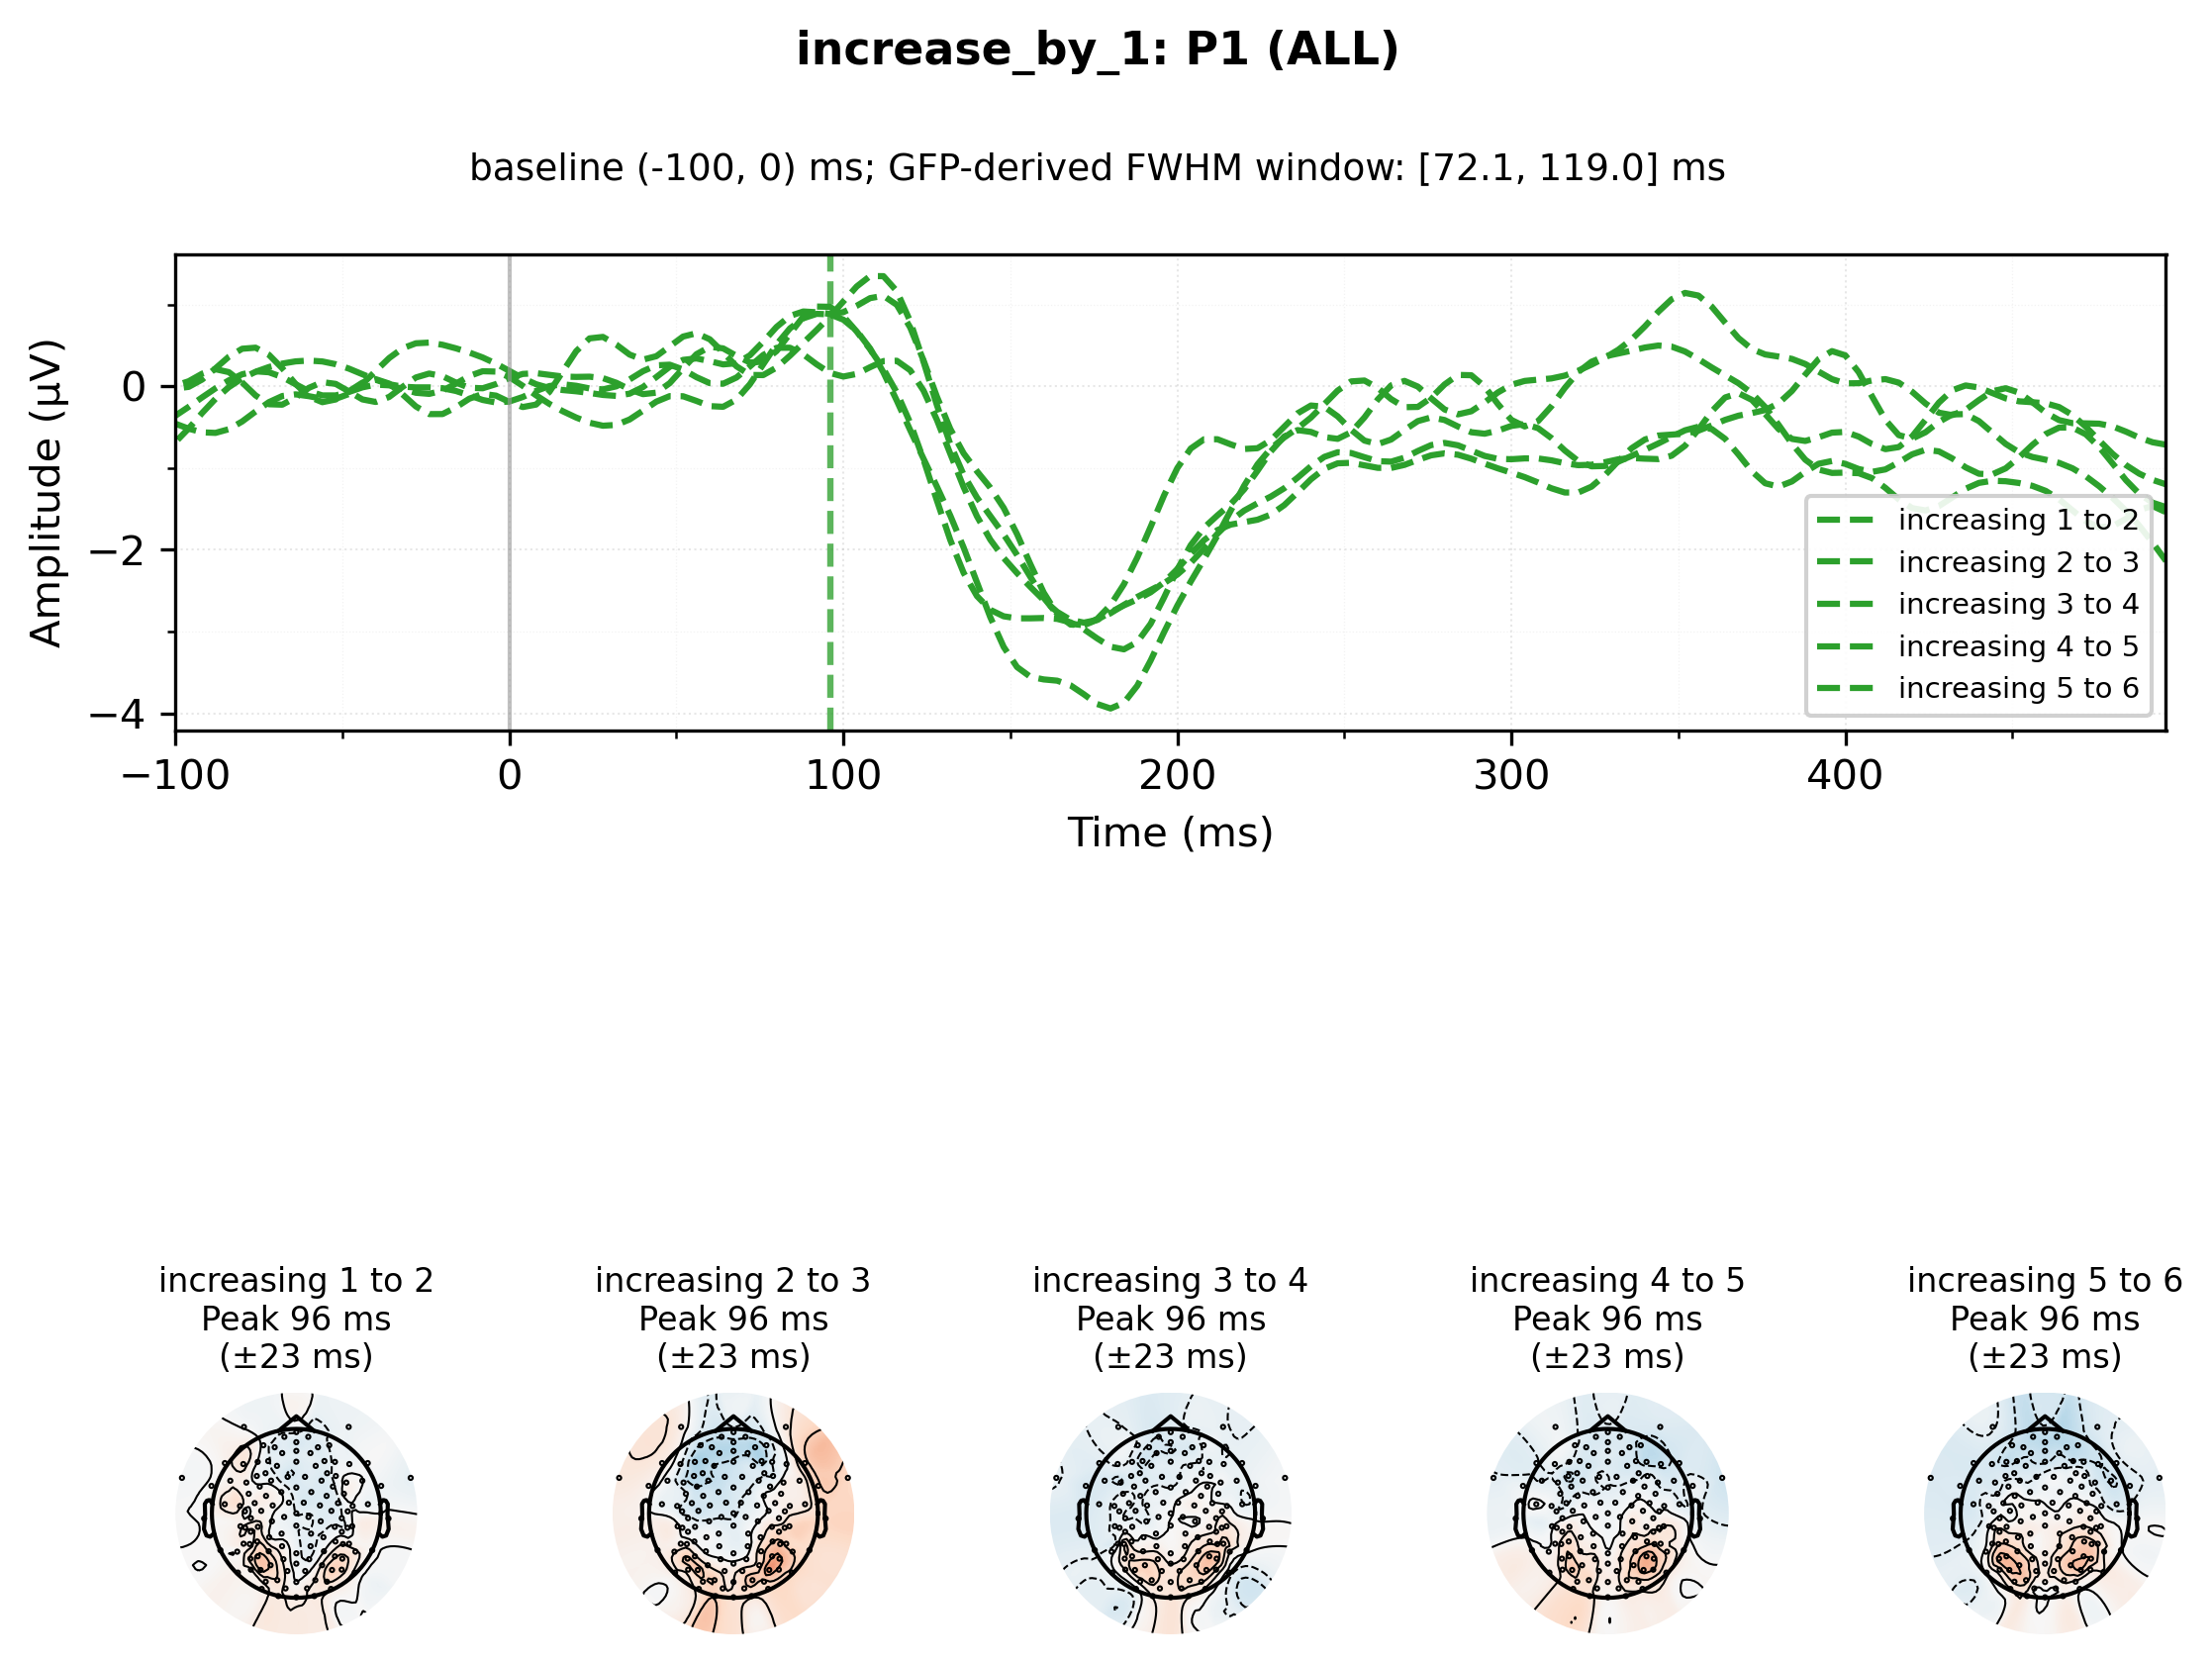 increase_by_1: P1 (ALL)
baseline (-100, 0) ms; GFP-derived FWHM window: [72.1, 119.0] ms
Amplitude (µV)
0
−2
−4
increasing 1 to 2
increasing 2 to 3
increasing 3 to 4
increasing 4 to 5
increasing 5 to 6
−100 0 100 200 300 400
Time (ms)
increasing 1 to 2 increasing 2 to 3 increasing 3 to 4 increasing 4 to 5 increasing 5 to 6
Peak 96 ms Peak 96 ms Peak 96 ms Peak 96 ms Peak 96 ms
(±23 ms) (±23 ms) (±23 ms) (±23 ms) (±23 ms)